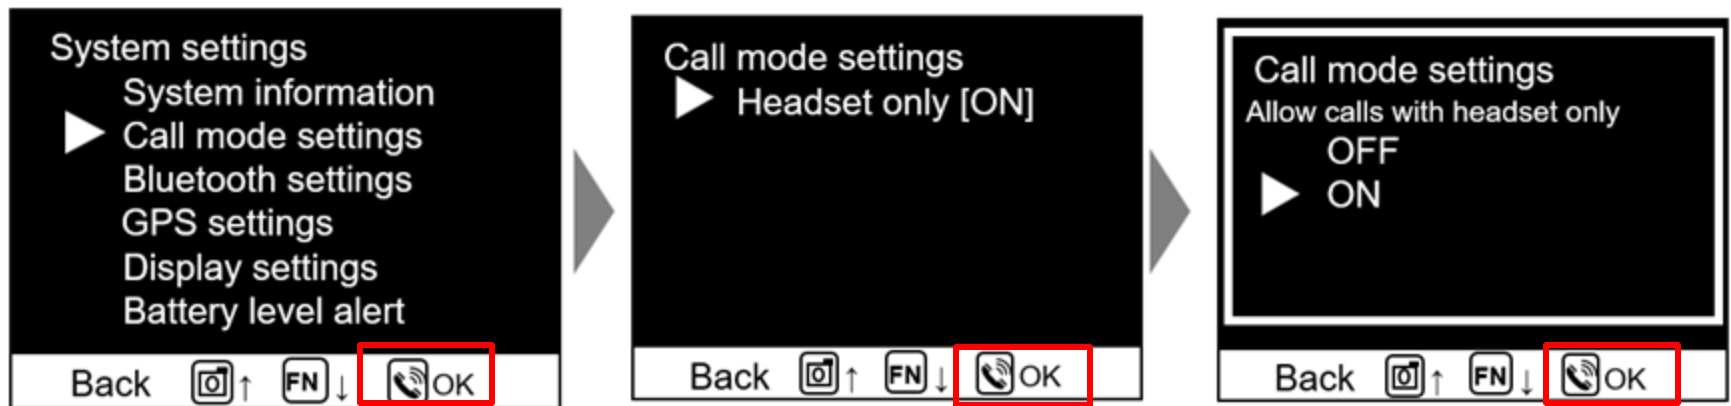 System settings
System information
Call mode settings
Bluetooth settings
GPS settings
Display settings
Battery level alert
Back ↑ FN ↓ OK
Call mode settings
Headset only [ON]
Back ↑ FN ↓ OK
Call mode settings
Allow calls with headset only
OFF
ON
Back ↑ FN ↓ OK